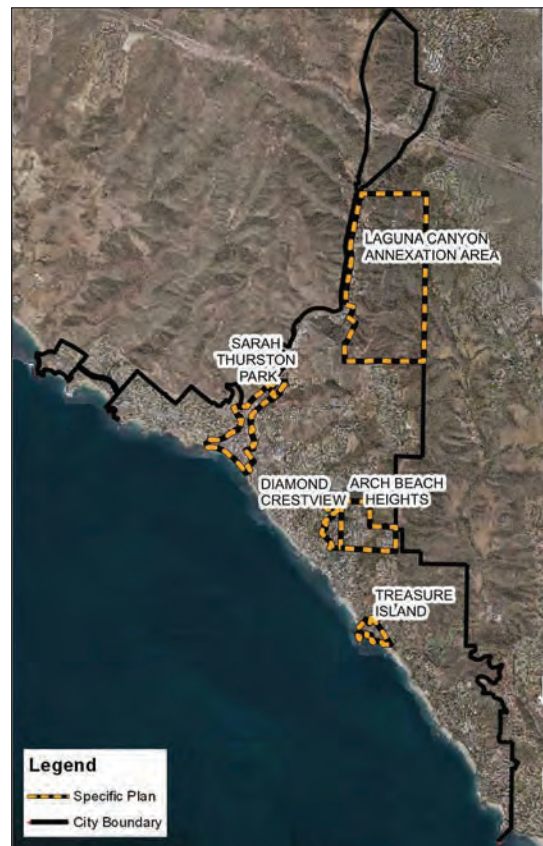 LAGUNA CANYON
ANNEXATION AREA
SARAH
THURSTON
PARK
DIAMOND
CRESTVIEW
ARCH BEACH
HEIGHTS
TREASURE
ISLAND
Legend
Specific Plan
City Boundary